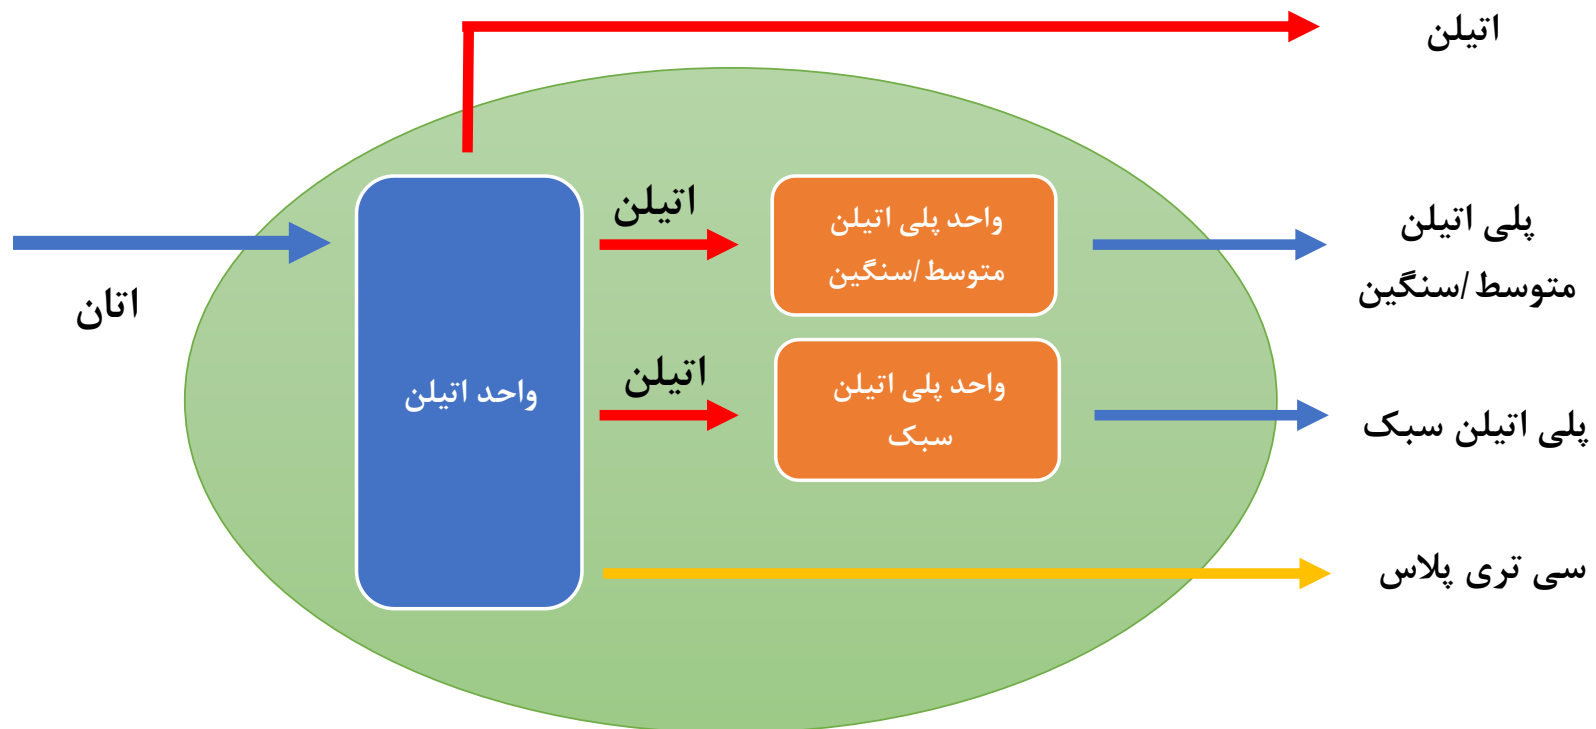 اتیلن
اتان
واحد اتیلن
اتیلن
واحد پلی اتیلن
متوسط/سنگین
پلی اتیلن
متوسط/سنگین
اتیلن
واحد پلی اتیلن
سبک
پلی اتیلن سبک
سی تری پلاس